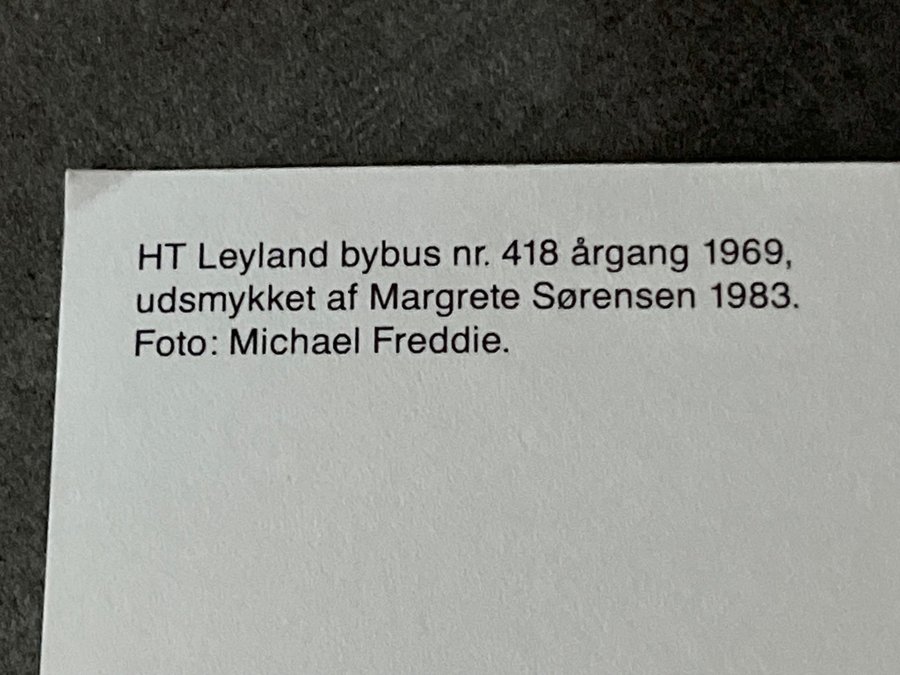 HT Leyland bybus nr. 418 årgang 1969,
udsmykket af Margrete Sørensen 1983.
Foto: Michael Freddie.